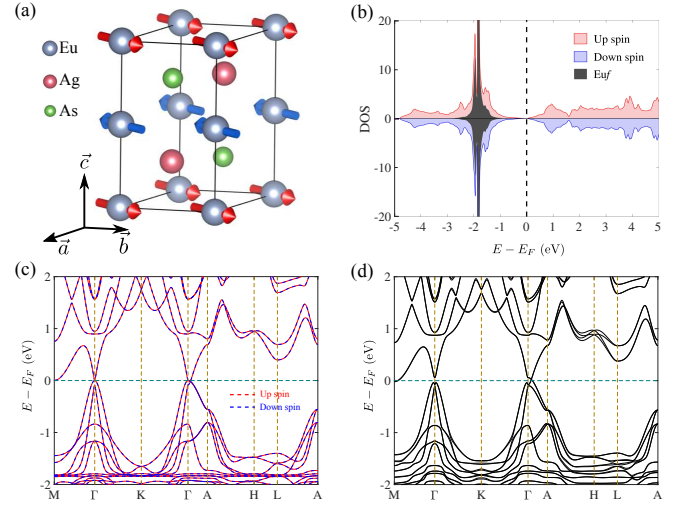 (a)
Eu
Ag
As
c⃗
a⃗
b⃗
(b)
20
10
0
-10
-20
DOS
Up spin
Down spin
Euf
-5 -4 -3 -2 -1 0 1 2 3 4 5
E − E_F (eV)
(c)
2
1
0
-1
-2
E − E_F (eV)
Up spin
Down spin
M Γ K Γ A H L A
(d)
2
1
0
-1
-2
E − E_F (eV)
M Γ K Γ A H L A